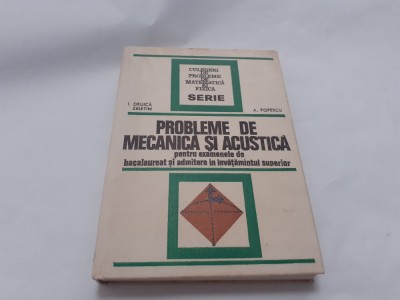 CULEGERI
DE
PROBLEME
DE
MATEMATICĂ
ȘI
FIZICĂ
SERIE
I. DRUICĂ
ZELETIN
A. POPESCU
PROBLEME DE
MECANICĂ ȘI ACUSTICĂ
pentru examenele de
bacalaureat și admitere în învățămîntul superior